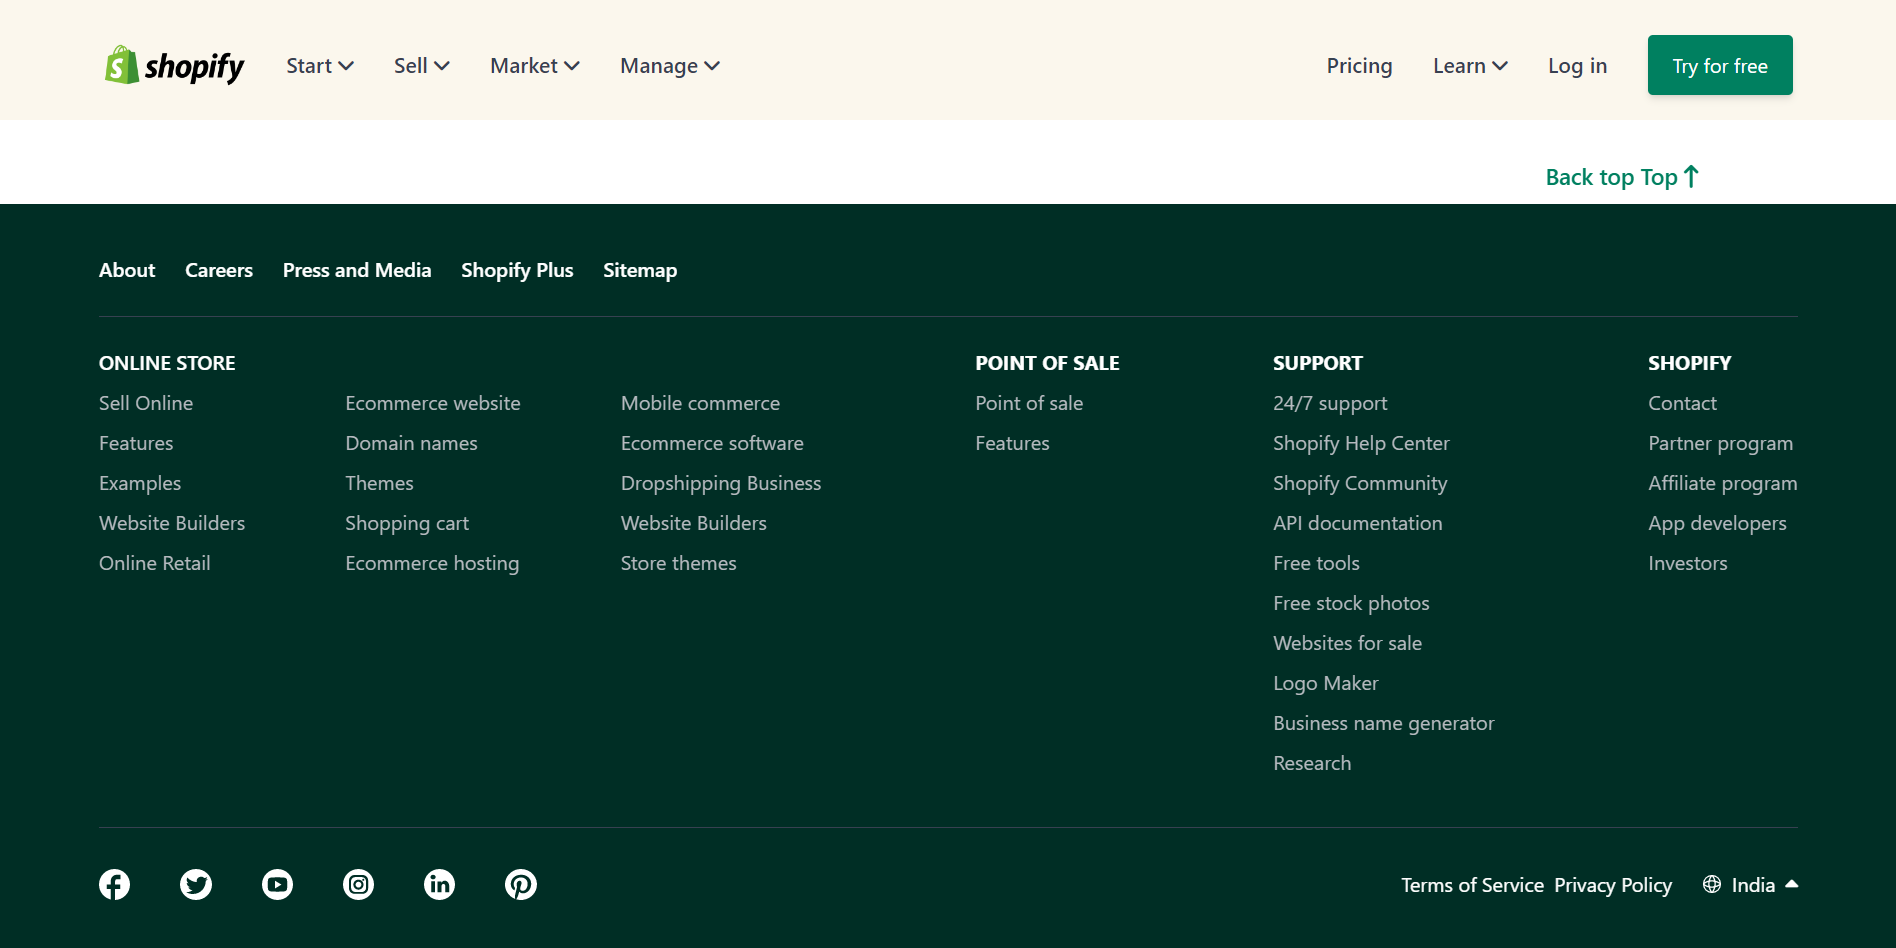 shopify Start Sell Market Manage Pricing Learn Log in Try for free
Back top Top
About Careers Press and Media Shopify Plus Sitemap
ONLINE STORE
Sell Online
Features
Examples
Website Builders
Online Retail
Ecommerce website
Domain names
Themes
Shopping cart
Ecommerce hosting
Mobile commerce
Ecommerce software
Dropshipping Business
Website Builders
Store themes
POINT OF SALE
Point of sale
Features
SUPPORT
24/7 support
Shopify Help Center
Shopify Community
API documentation
Free tools
Free stock photos
Websites for sale
Logo Maker
Business name generator
Research
SHOPIFY
Contact
Partner program
Affiliate program
App developers
Investors
Terms of Service Privacy Policy India